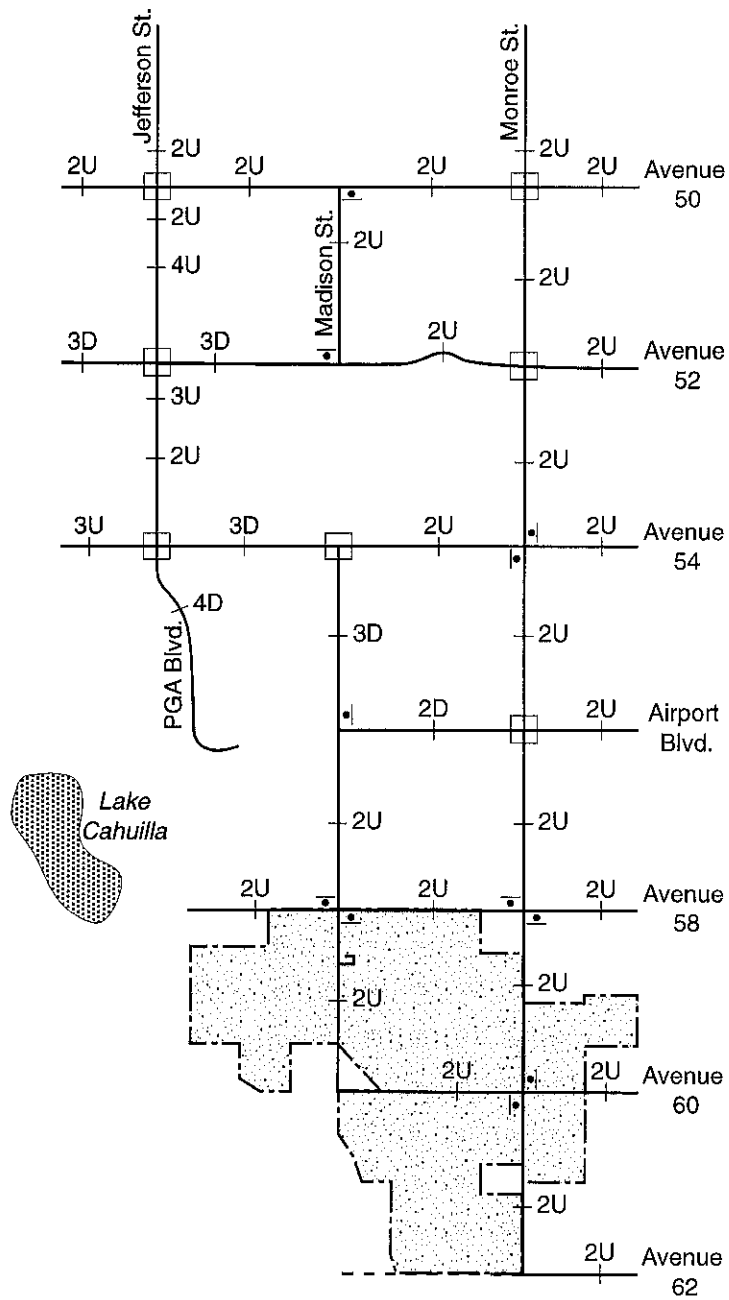 Jefferson St.
Monroe St.
2U
2U
2U
2U
2U
2U
Avenue
50
2U
Madison St.
2U
4U
2U
3D
3D
2U
2U
Avenue
52
3U
2U
2U
3U
3D
2U
2U
Avenue
54
4D
PGA Blvd.
3D
2U
2D
2U
Airport
Blvd.
Lake
Cahuilla
2U
2U
2U
2U
2U
Avenue
58
2U
2U
2U
2U
Avenue
60
2U
2U
Avenue
62